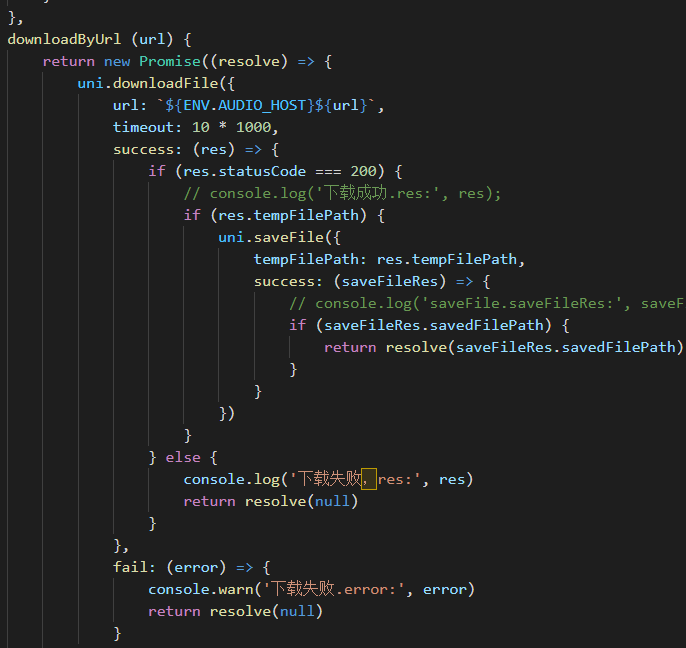 },
downloadByUrl (url) {
return new Promise((resolve) => {
uni.downloadFile({
url: `${ENV.AUDIO_HOST}${url}`,
timeout: 10 * 1000,
success: (res) => {
if (res.statusCode === 200) {
// console.log('下载成功.res:', res);
if (res.tempFilePath) {
uni.saveFile({
tempFilePath: res.tempFilePath,
success: (saveFileRes) => {
// console.log('saveFile.saveFileRes:', saveF
if (saveFileRes.savedFilePath) {
return resolve(saveFileRes.savedFilePath)
}
}
})
}
} else {
console.log('下载失败，res:', res)
return resolve(null)
}
},
fail: (error) => {
console.warn('下载失败.error:', error)
return resolve(null)
}